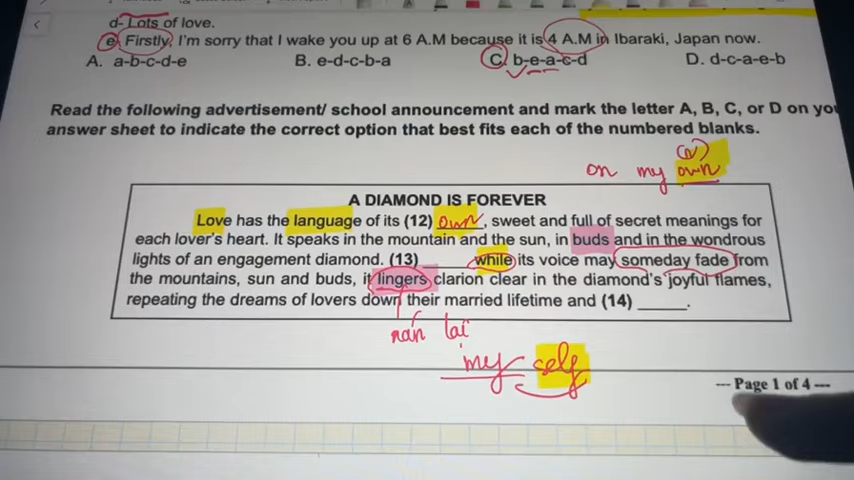 d- Lots of love.
e. Firstly, I'm sorry that I wake you up at 6 A.M because it is 4 A.M in Ibaraki, Japan now.
A. a-b-c-d-e B. e-d-c-b-a C. b-e-a-c-d D. d-c-a-e-b
Read the following advertisement/ school announcement and mark the letter A, B, C, or D on
answer sheet to indicate the correct option that best fits each of the numbered blanks.
on my own
A DIAMOND IS FOREVER
Love has the language of its (12) own, sweet and full of secret meanings for
each lover's heart. It speaks in the mountain and the sun, in buds and in the wondrous
lights of an engagement diamond. (13) ____ while its voice may someday fade from
the mountains, sun and buds, it lingers clarion clear in the diamond's joyful flames,
repeating the dreams of lovers down their married lifetime and (14) _____.
nán lại
my self
--- Page 1 of 4 ---